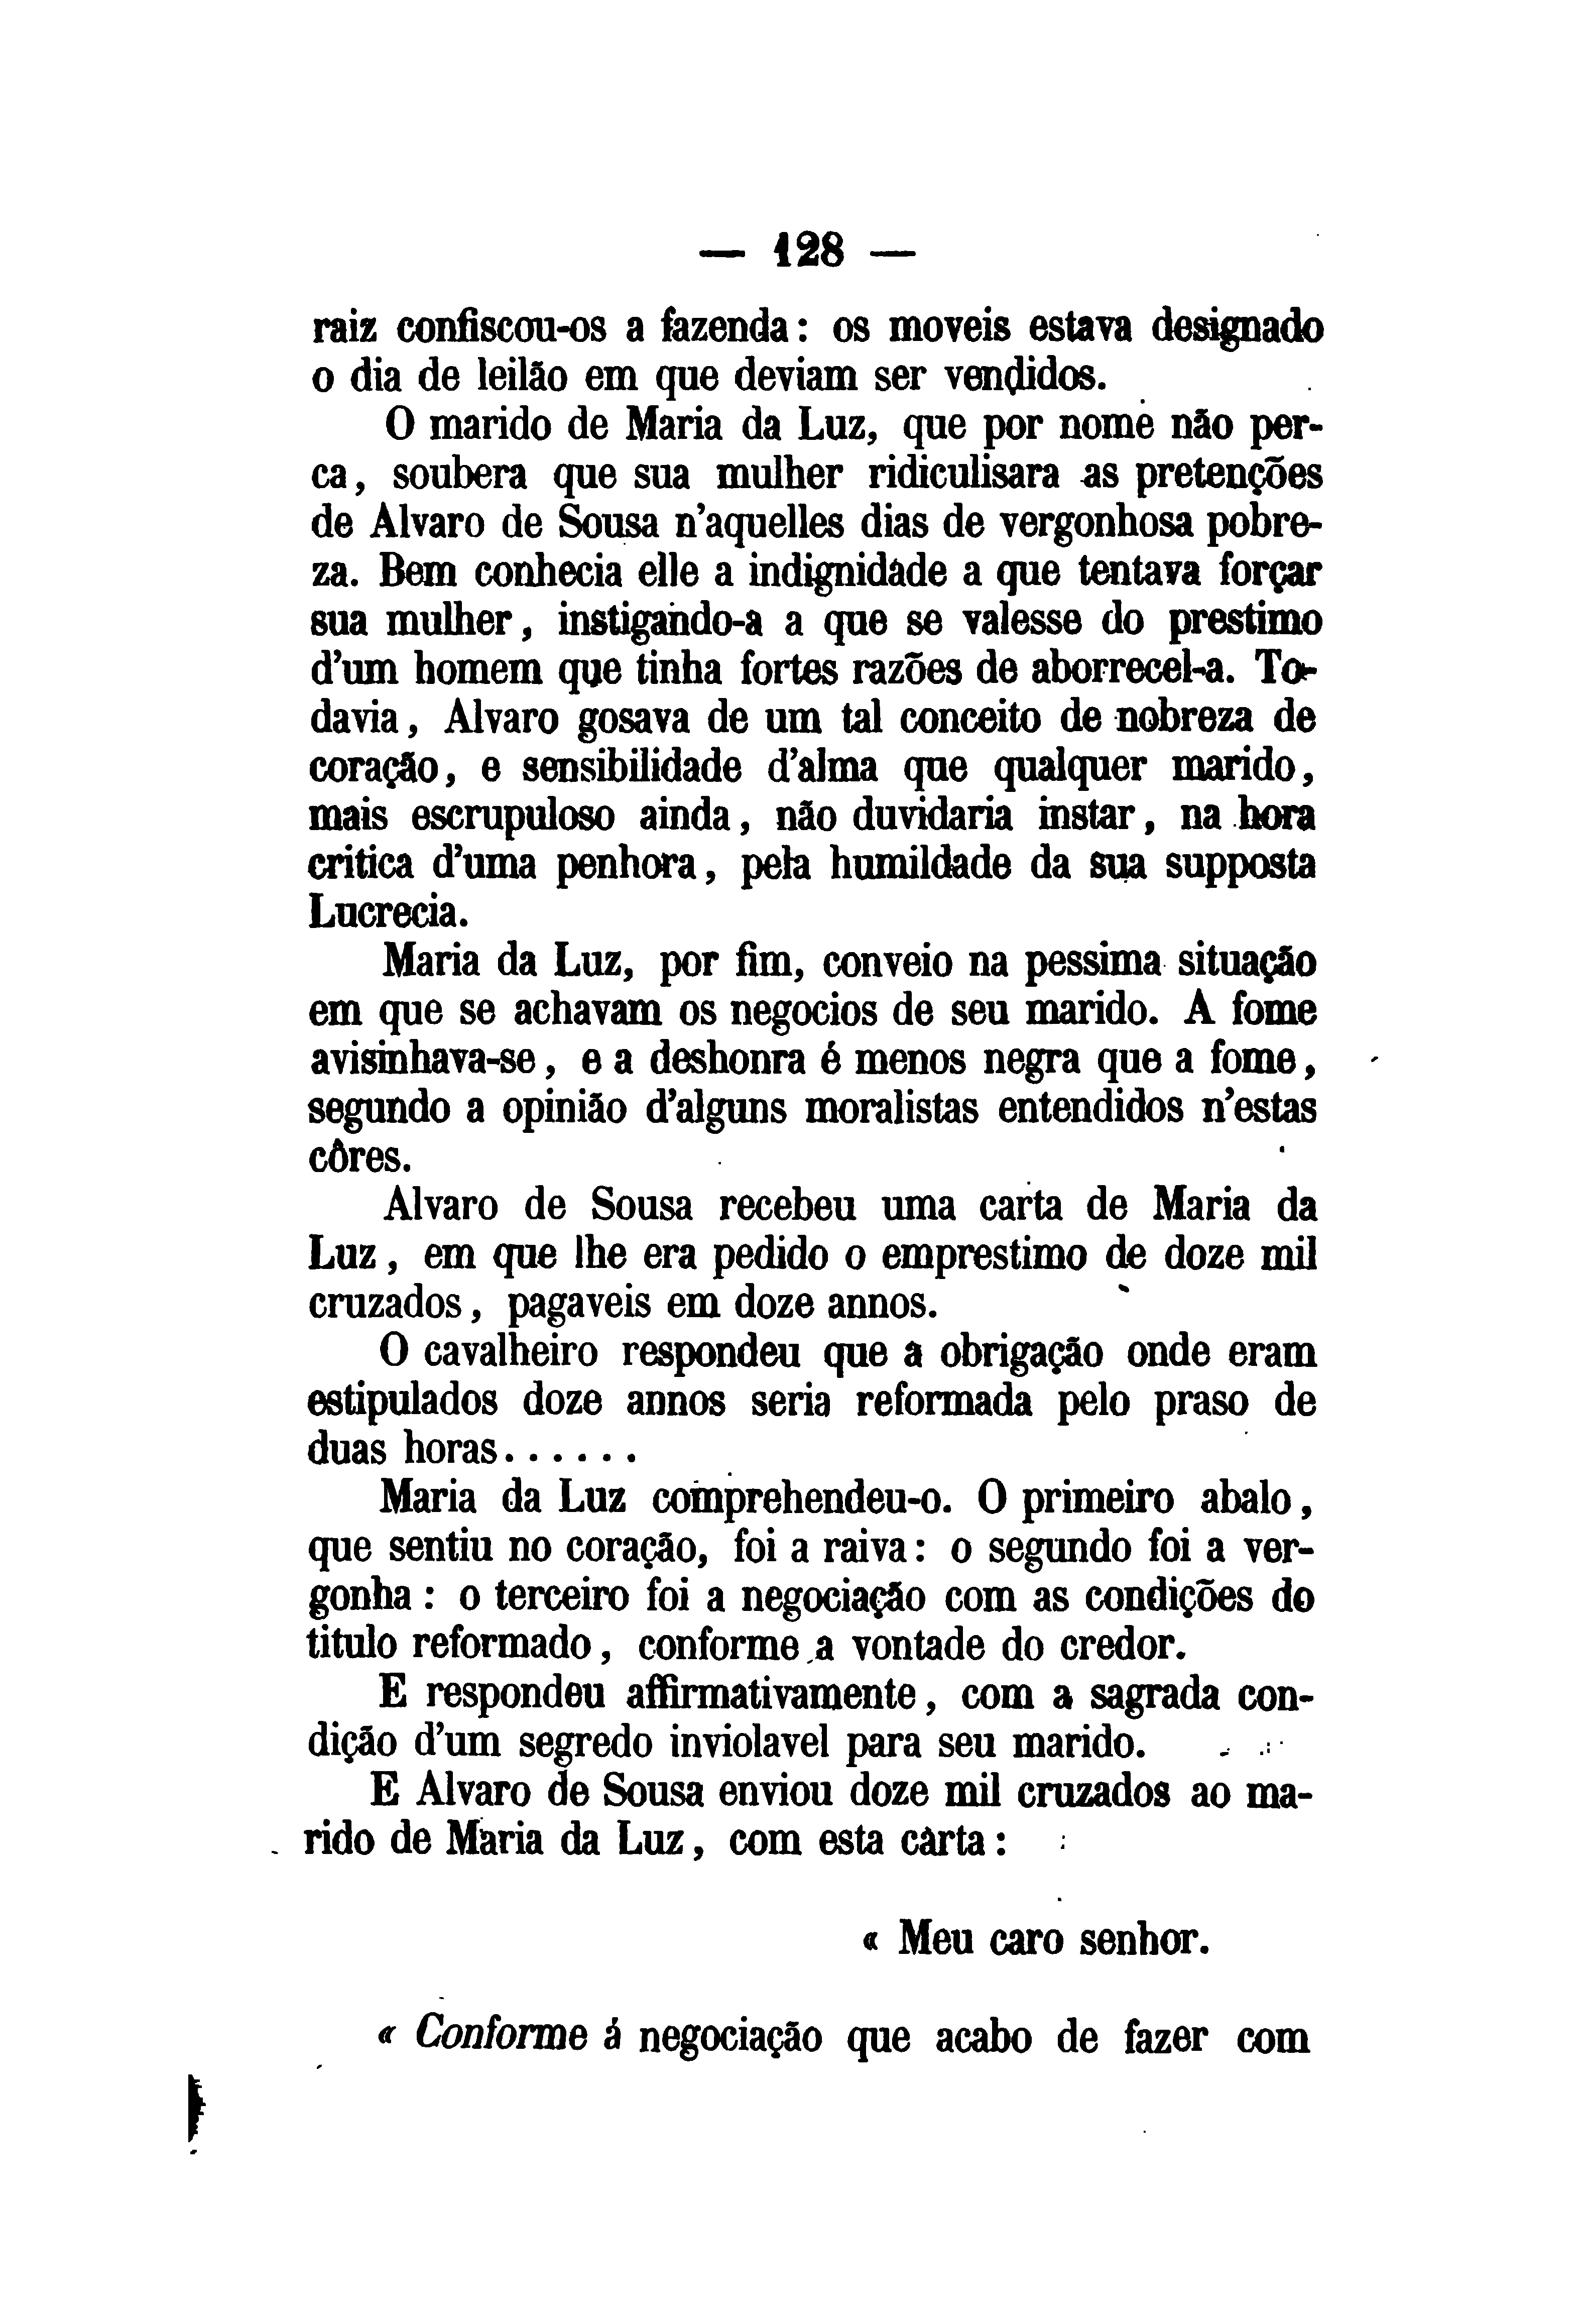 — 128 —
raiz confiscou-os a fazenda: os moveis estava designado
o dia de leilão em que deviam ser vendidos.
O marido de Maria da Luz, que por nome não per-
ca, soubera que sua mulher ridiculisara as pretenções
de Alvaro de Sousa n'aquelles dias de vergonhosa pobre-
za. Bem conhecia elle a indignidade a que tentava forçar
sua mulher, instigando-a a que se valesse do prestimo
d'um homem que tinha fortes razões de aborrecel-a. To-
davia, Alvaro gosava de um tal conceito de nobreza de
coração, e sensibilidade d'alma que qualquer marido,
mais escrupuloso ainda, não duvidaria instar, na hora
critica d'uma penhora, pela humildade da sua supposta
Lucrecia.
Maria da Luz, por fim, conveio na pessima situação
em que se achavam os negocios de seu marido. A fome
avisinhava-se, e a deshonra é menos negra que a fome,
segundo a opinião d'alguns moralistas entendidos n'estas
côres.
Alvaro de Sousa recebeu uma carta de Maria da
Luz, em que lhe era pedido o emprestimo de doze mil
cruzados, pagaveis em doze annos.
O cavalheiro respondeu que a obrigação onde eram
estipulados doze annos seria reformada pelo praso de
duas horas......
Maria da Luz comprehendeu-o. O primeiro abalo,
que sentiu no coração, foi a raiva: o segundo foi a ver-
gonha: o terceiro foi a negociação com as condições do
titulo reformado, conforme a vontade do credor.
E respondeu affirmativamente, com a sagrada con-
dição d'um segredo inviolavel para seu marido.
E Alvaro de Sousa enviou doze mil cruzados ao ma-
rido de Maria da Luz, com esta carta:
« Meu caro senhor.
« Conforme á negociação que acabo de fazer com